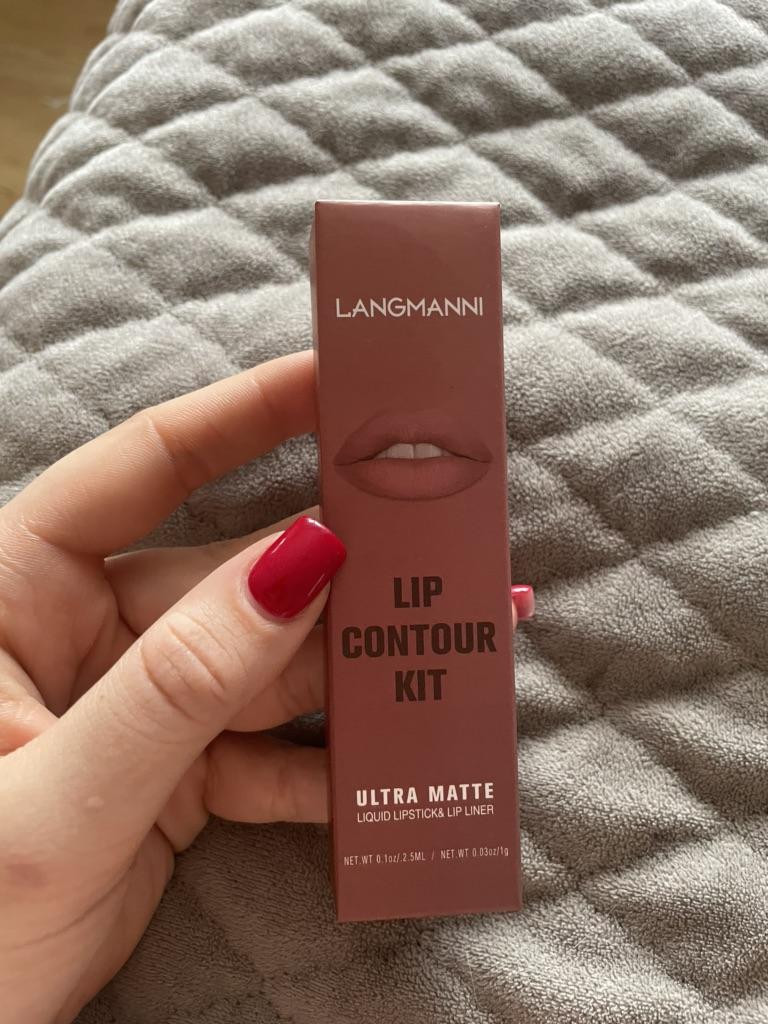 LANGMANNI
LIP
CONTOUR
KIT
ULTRA MATTE
LIQUID LIPSTICK& LIP LINER
NET.WT 0.1oz/.2.5ML / NET.WT 0.03oz/1g